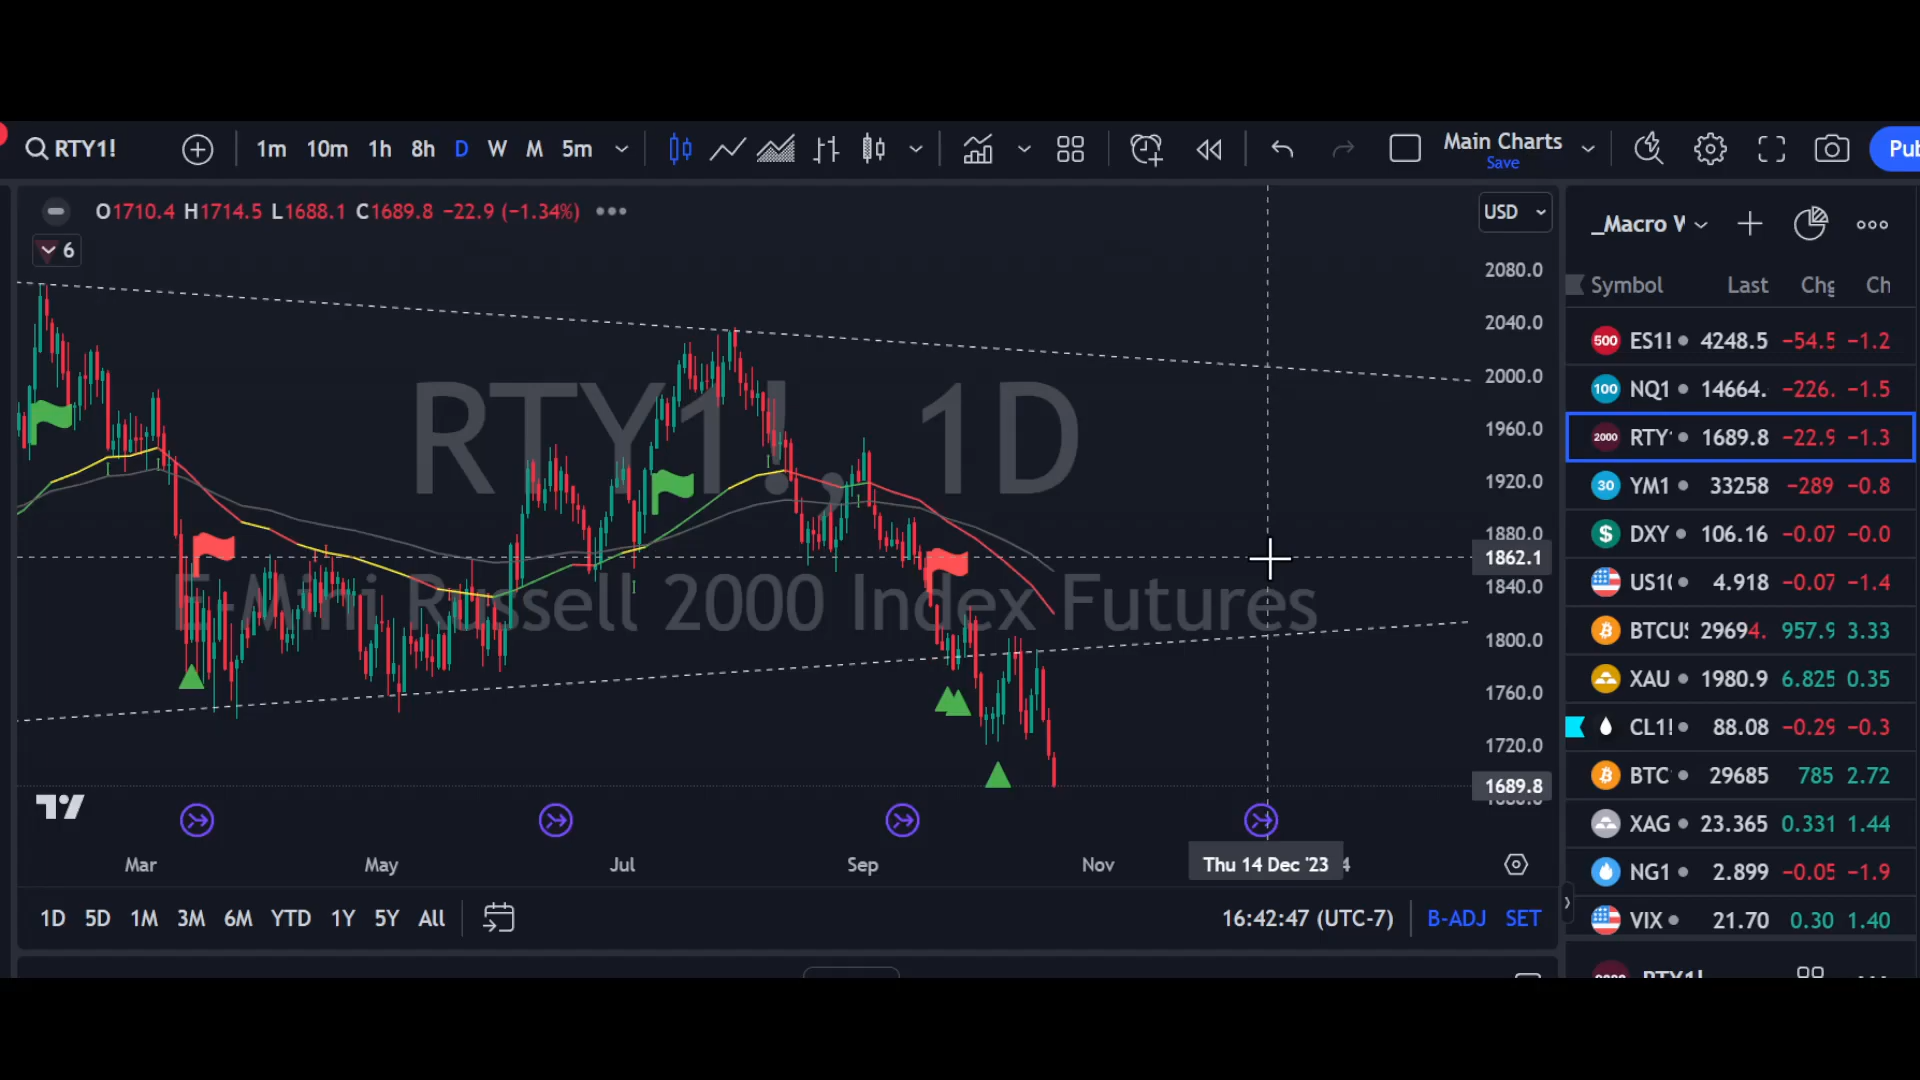 RTY1! 1m 10m 1h 8h D W M 5m Main Charts
Save
O1710.4 H1714.5 L1688.1 C1689.8 −22.9 (−1.34%)
6
RTY1!, 1D
E-Mini Russell 2000 Index Futures
USD
2080.0
2040.0
2000.0
1960.0
1920.0
1880.0
1862.1
1840.0
1800.0
1760.0
1720.0
1689.8
Mar May Jul Sep Nov Thu 14 Dec '23
1D 5D 1M 3M 6M YTD 1Y 5Y All 16:42:47 (UTC-7) B-ADJ SET
_Macro
Symbol Last Chg Ch
500 ES1! 4248.5 −54.5 −1.2
100 NQ1 14664. −226. −1.5
2000 RTY 1689.8 −22.9 −1.3
30 YM1 33258 −289 −0.8
$ DXY 106.16 −0.07 −0.0
US1 4.918 −0.07 −1.4
BTCUS 29694. 957.9 3.33
XAU 1980.9 6.825 0.35
CL1! 88.08 −0.29 −0.3
BTC 29685 785 2.72
XAG 23.365 0.331 1.44
NG1 2.899 −0.05 −1.9
VIX 21.70 0.30 1.40
RTY1!